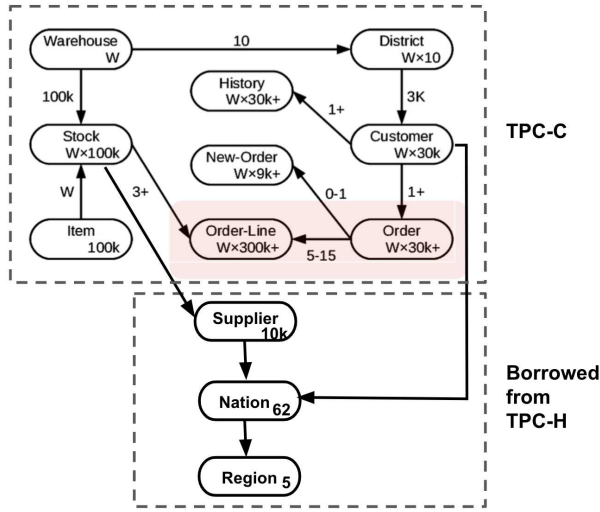 Warehouse
W
10
District
W×10
100k
History
W×30k+
1+
3K
Stock
W×100k
New-Order
W×9k+
Customer
W×30k
TPC-C
W
3+
0-1
1+
Item
100k
Order-Line
W×300k+
5-15
Order
W×30k+
Supplier
10k
Nation 62
Region 5
Borrowed
from
TPC-H